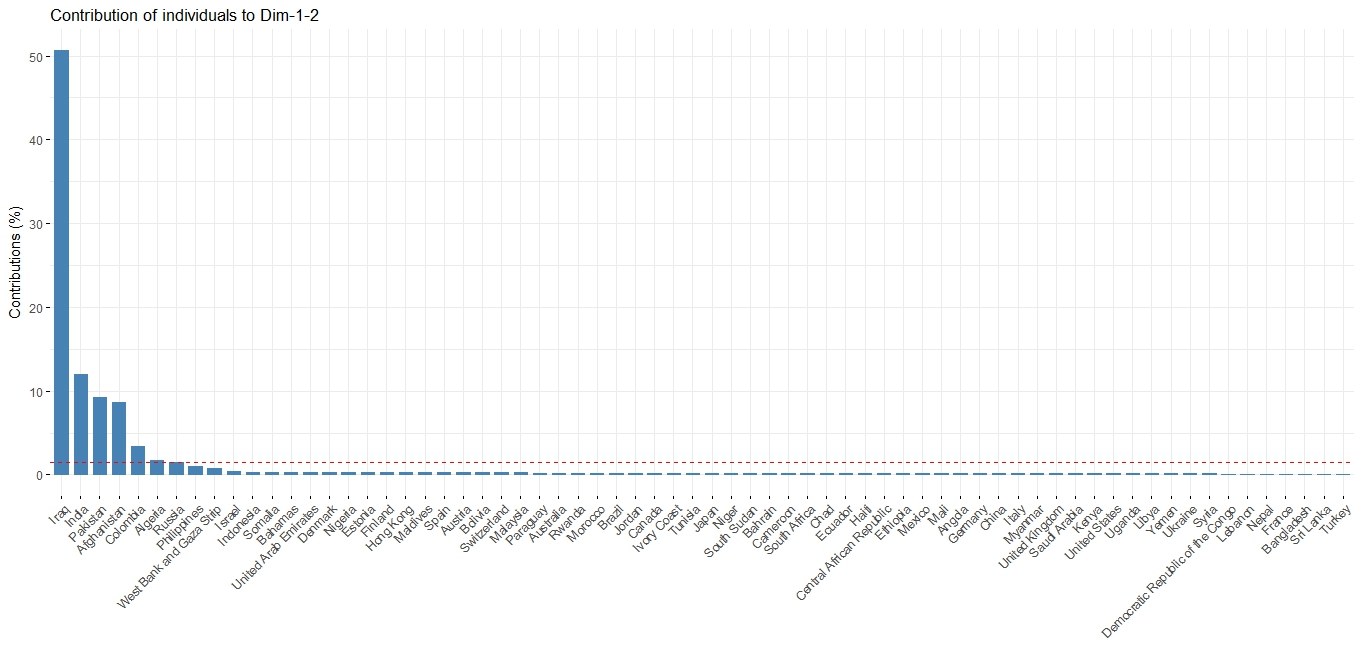 Contribution of individuals to Dim-1-2
Contributions (%)
50
40
30
20
10
0
Iraq
India
Pakistan
Afghanistan
Colombia
Algeria
Russia
Philippines
West Bank and Gaza Strip
Israel
Indonesia
Somalia
Bahamas
United Arab Emirates
Denmark
Nigeria
Estonia
Finland
Hong Kong
Maldives
Spain
Austria
Bolivia
Switzerland
Malaysia
Paraguay
Australia
Rwanda
Morocco
Brazil
Jordan
Canada
Ivory Coast
Tunisia
Japan
Niger
South Sudan
Bahrain
Cameroon
South Africa
Chad
Ecuador
Haiti
Central African Republic
Ethiopia
Mexico
Mali
Angola
Germany
China
Italy
Myanmar
United Kingdom
Saudi Arabia
Kenya
United States
Uganda
Libya
Yemen
Ukraine
Syria
Democratic Republic of the Congo
Lebanon
Nepal
France
Bangladesh
Sri Lanka
Turkey